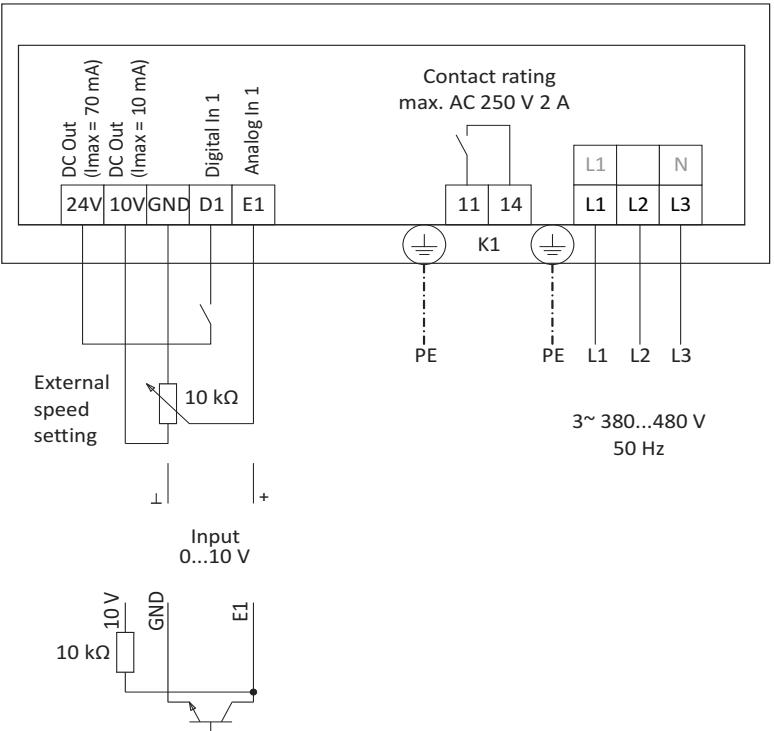 DC Out
(Imax = 70 mA)
DC Out
(Imax = 10 mA)
Digital In 1
Analog In 1
Contact rating
max. AC 250 V 2 A
L1 N
24V 10V GND D1 E1 11 14 L1 L2 L3
K1
PE PE L1 L2 L3
External
speed
setting
10 kΩ
3~ 380...480 V
50 Hz
⊥ +
Input
0...10 V
10 V GND E1
10 kΩ